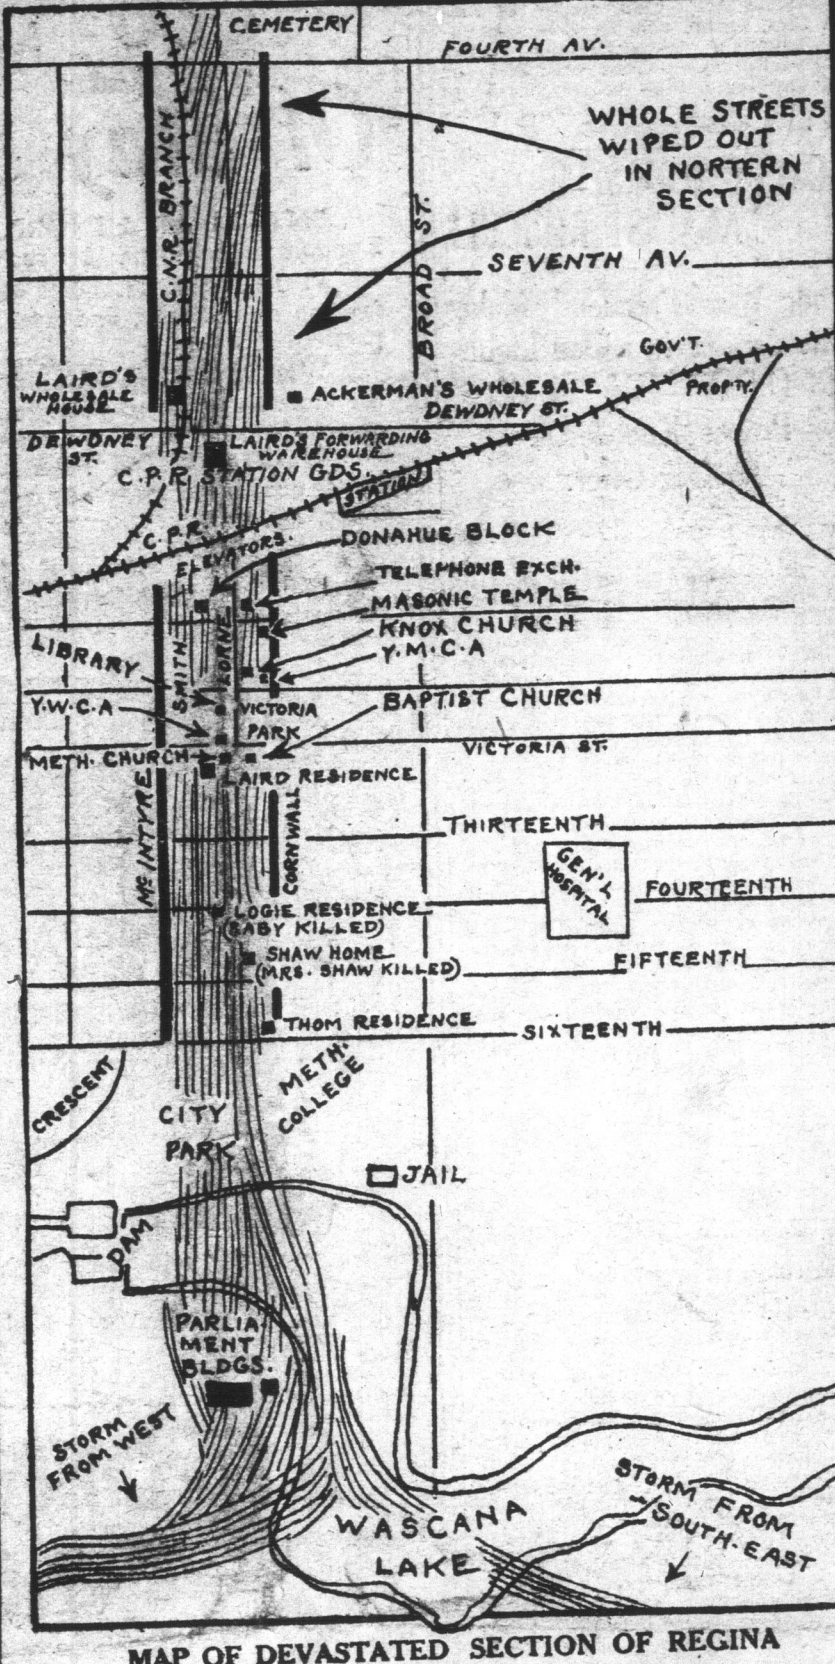 CEMETERY
FOURTH AV.
WHOLE STREETS
WIPED OUT
IN NORTERN
SECTION
C.N.R. BRANCH
BROAD ST.
SEVENTH AV.
GOV'T.
PROP'TY.
LAIRD'S
WHOLESALE
HOUSE
ACKERMAN'S WHOLESALE
DEWDNEY ST.
DEWDNEY
ST.
LAIRD'S FORWARDING
WAREHOUSE
C.P.R. STATION GDS.
STATION
C.P.R.
ELEVATORS.
DONAHUE BLOCK
TELEPHONE EXCH.
MASONIC TEMPLE
KNOX CHURCH
Y.M.C.A
LIBRARY
SMITH
LORNE
Y.W.C.A
VICTORIA
PARK
BAPTIST CHURCH
METH. CHURCH
VICTORIA ST.
LAIRD RESIDENCE
McINTYRE
CORNWALL
THIRTEENTH
GEN'L
HOSPITAL
FOURTEENTH
LOGIE RESIDENCE
(BABY KILLED)
SHAW HOME
(MRS. SHAW KILLED)
FIFTEENTH
THOM RESIDENCE
SIXTEENTH
CRESCENT
METH.
COLLEGE
CITY
PARK
JAIL
DAM
PARLIA-
MENT
BLDGS.
STORM
FROM WEST
STORM FROM
SOUTH-EAST
WASCANA
LAKE
MAP OF DEVASTATED SECTION OF REGINA